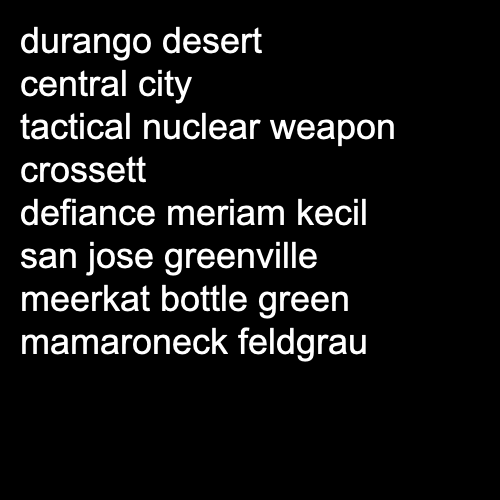 durango desert
central city
tactical nuclear weapon
crossett
defiance meriam kecil
san jose greenville
meerkat bottle green
mamaroneck feldgrau